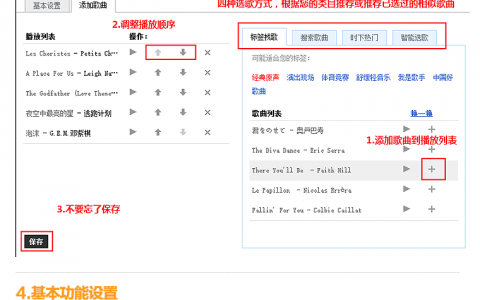 基本设置 添加歌曲
四种选歌方式，根据您的类目推荐或推荐已选过的相似歌曲
2.调整播放顺序
播放列表 操作：
Les Choristes - Petits Ch…
A Place For Us - Leigh Na…
The Godfather (Love Theme…
夜空中最亮的星 - 逃跑计划
泡沫 - G.E.M.邓紫棋
3.不要忘了保存
保存
标签找歌 搜索歌曲 时下热门 智能选歌
可能适合您的标签：
经典原声 演出现场 体育竞赛 舒缓轻音乐 我是歌手 中国好
歌曲
歌曲列表 换一换
1.添加歌曲到播放列表
君をのせて - 奥戸巴寿
The Diva Dance - Eric Serra
There You'll Be - Faith Hill
Le Papillon - Nicolas Errèra
Fallin' For You - Colbie Caillat
4.基本功能设置